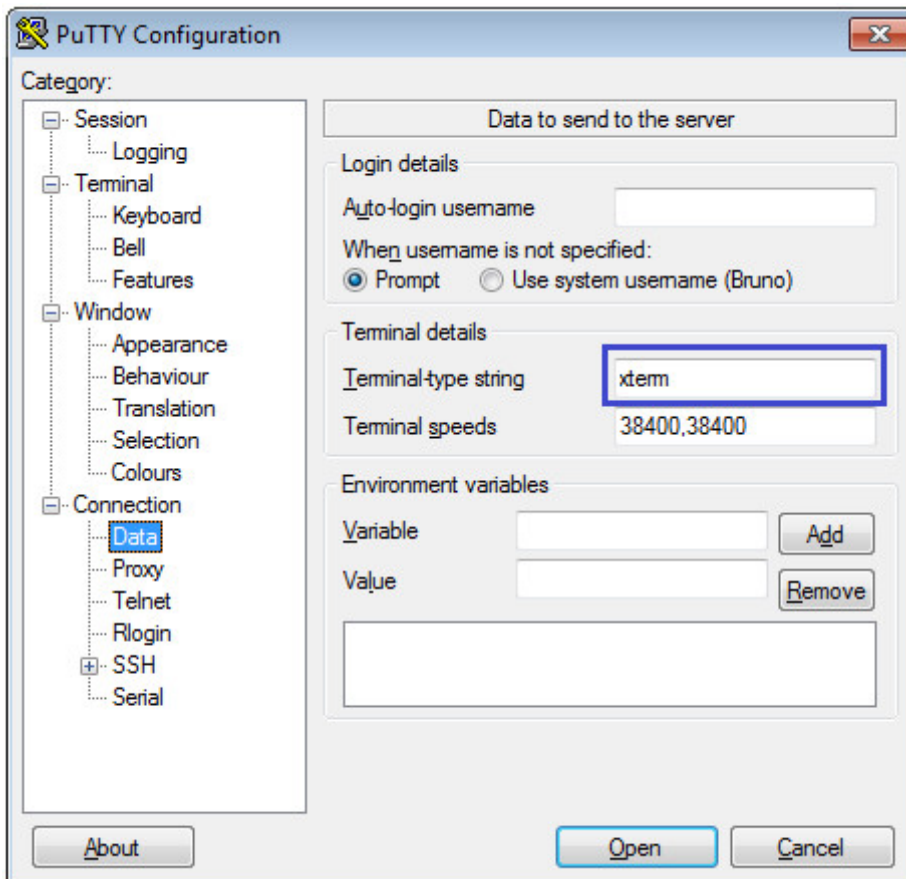 PuTTY Configuration
Category:
Session
Logging
Terminal
Keyboard
Bell
Features
Window
Appearance
Behaviour
Translation
Selection
Colours
Connection
Data
Proxy
Telnet
Rlogin
SSH
Serial
Data to send to the server
Login details
Auto-login username
When username is not specified:
Prompt Use system username (Bruno)
Terminal details
Terminal-type string xterm
Terminal speeds 38400,38400
Environment variables
Variable Add
Value Remove
About Open Cancel